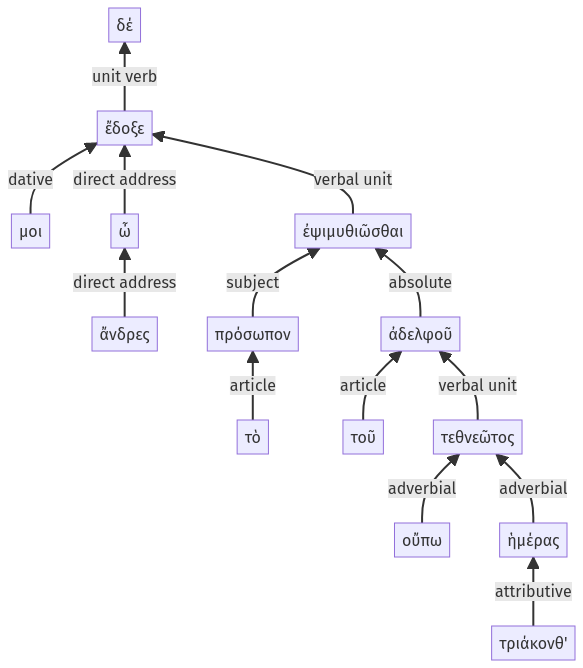 δέ
unit verb
ἔδοξε
dative direct address verbal unit
μοι ὦ ἐψιμυθιῶσθαι
direct address subject absolute
ἄνδρες πρόσωπον ἀδελφοῦ
article article verbal unit
τὸ τοῦ τεθνεῶτος
adverbial adverbial
οὔπω ἡμέρας
attributive
τριάκονθ'